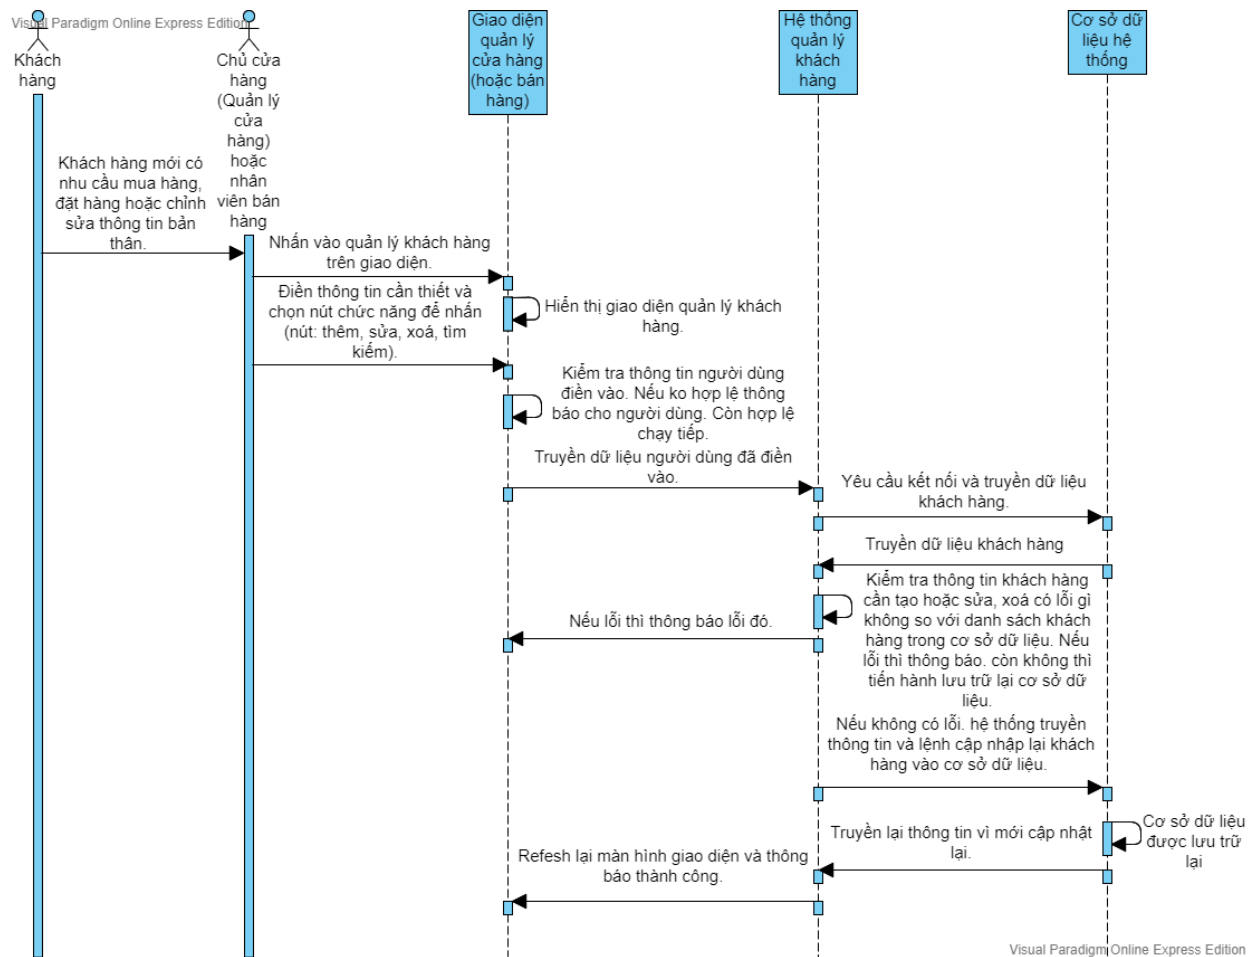 Visual Paradigm Online Express Edition
Khách
hàng
Chủ cửa
hàng
(Quản lý
cửa
hàng)
hoặc
nhân
viên bán
hàng
Giao diện
quản lý
cửa hàng
(hoặc bán
hàng)
Hệ thống
quản lý
khách
hàng
Cơ sở dữ
liệu hệ
thống
Khách hàng mới có
nhu cầu mua hàng,
đặt hàng hoặc chỉnh
sửa thông tin bản
thân.
Nhấn vào quản lý khách hàng
trên giao diện.
Hiển thị giao diện quản lý khách
hàng.
Điền thông tin cần thiết và
chọn nút chức năng để nhấn
(nút: thêm, sửa, xoá, tìm
kiếm).
Kiểm tra thông tin người dùng
điền vào. Nếu ko hợp lệ thông
báo cho người dùng. Còn hợp lệ
chạy tiếp.
Truyền dữ liệu người dùng đã điền
vào.
Yêu cầu kết nối và truyền dữ liệu
khách hàng.
Truyền dữ liệu khách hàng
Kiểm tra thông tin khách hàng
cần tạo hoặc sửa, xoá có lỗi gì
không so với danh sách khách
hàng trong cơ sở dữ liệu. Nếu
lỗi thì thông báo. còn không thì
tiến hành lưu trữ lại cơ sở dữ
liệu.
Nếu lỗi thì thông báo lỗi đó.
Nếu không có lỗi. hệ thống truyền
thông tin và lệnh cập nhập lại khách
hàng vào cơ sở dữ liệu.
Cơ sở dữ liệu
được lưu trữ
lại
Truyền lại thông tin vì mới cập nhật
lại.
Refesh lại màn hình giao diện và thông
báo thành công.
Visual Paradigm Online Express Edition